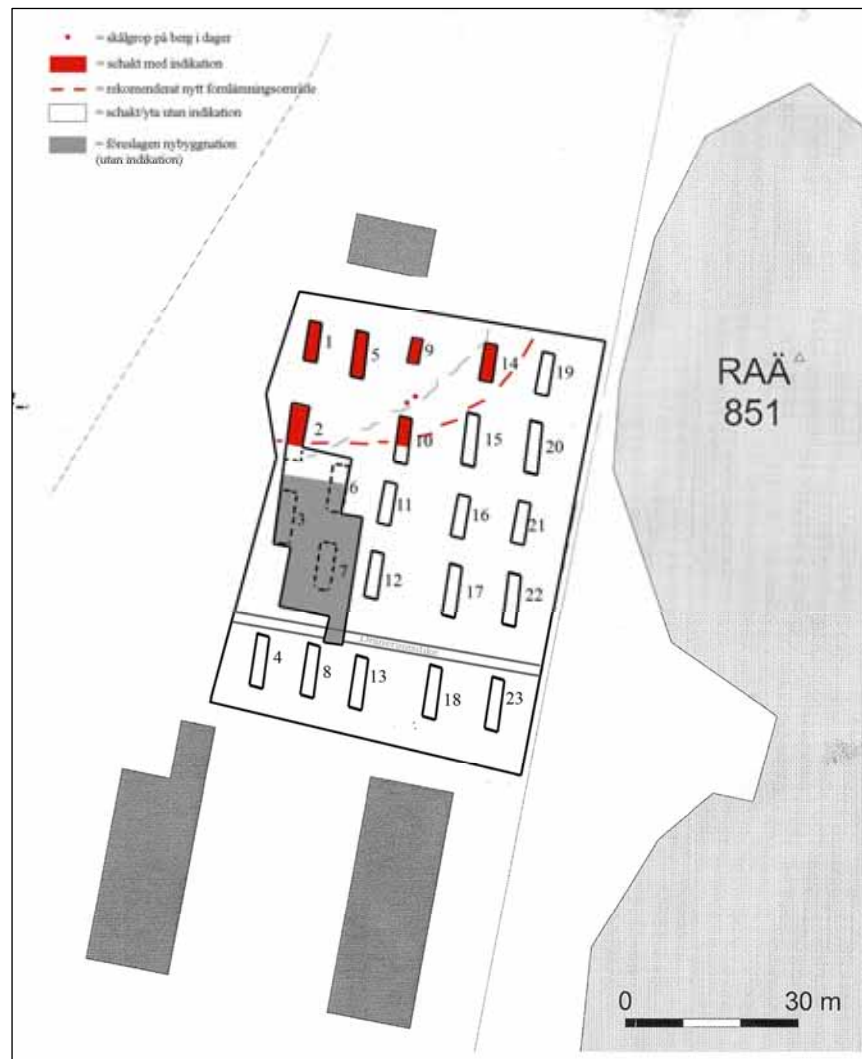 = skålgrop på berg i dager
= schakt med indikation
= rekomenderat nytt fornlämningsområde
= schakt/yta utan indikation
= föreslagen nybyggnation
(utan indikation)
1
5
9
14
19
RAÄ
851
2
10
15
20
6
11
3
16
21
7
12
17
22
Dräneringsdike
4
8
13
18
23
0
30 m